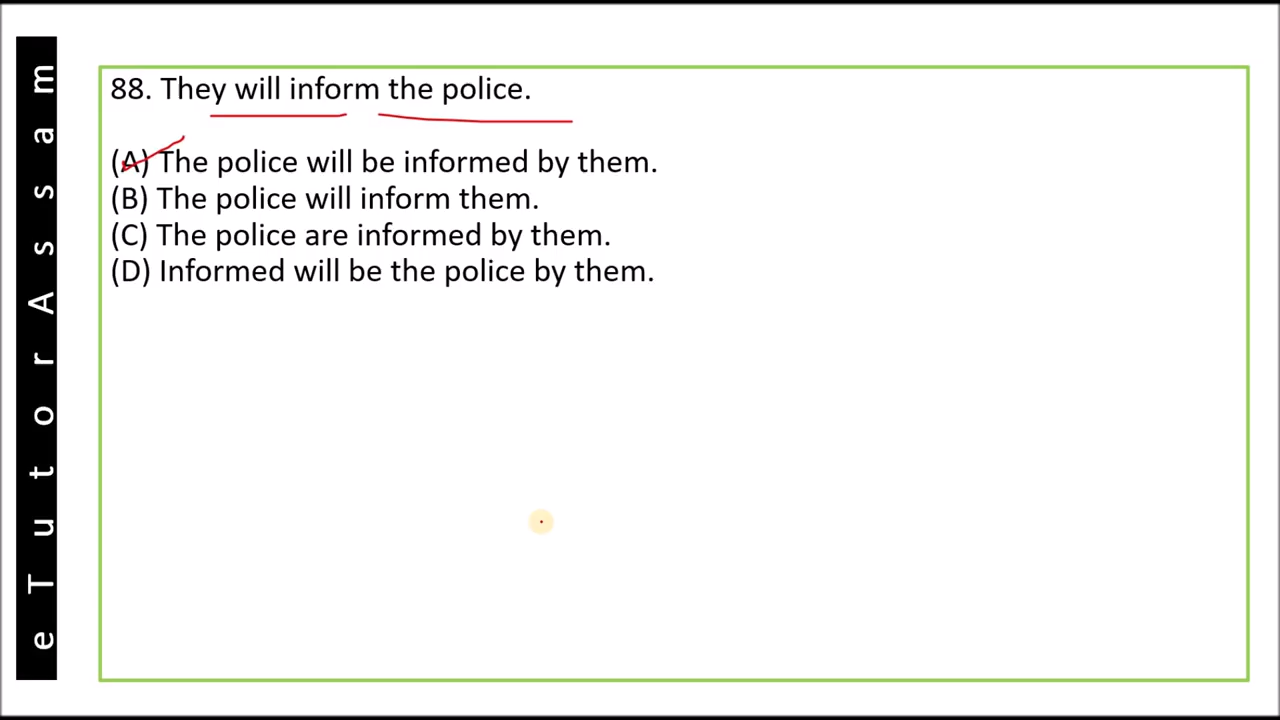 88. They will inform the police.
(A) The police will be informed by them.
(B) The police will inform them.
(C) The police are informed by them.
(D) Informed will be the police by them.
eTutorAssam